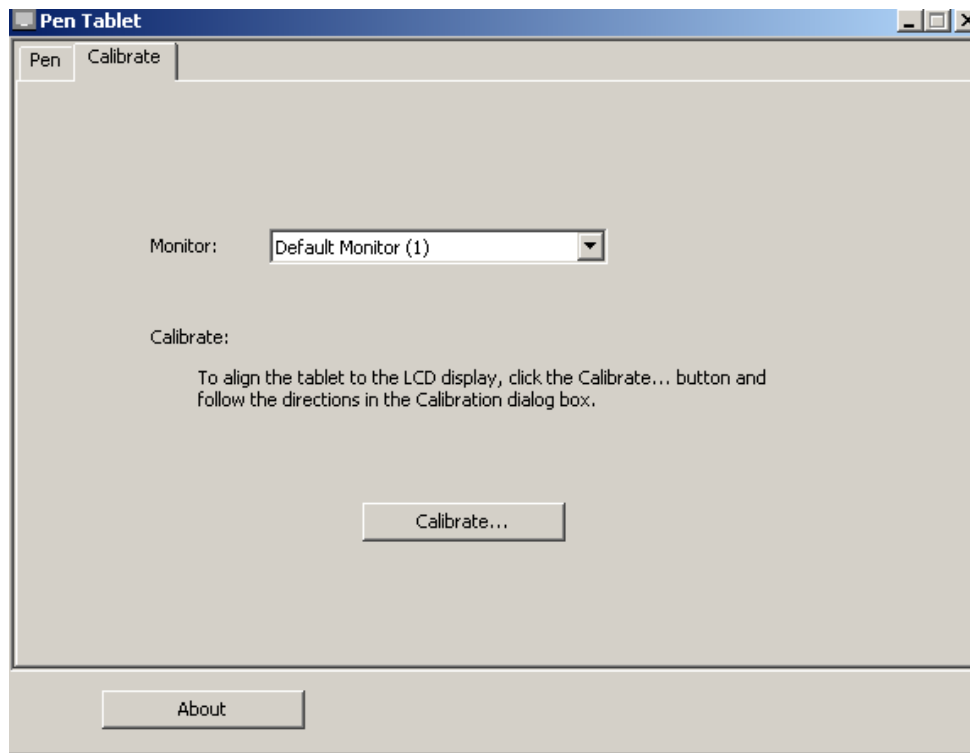 Pen Tablet
Pen
Calibrate
Monitor:
Default Monitor (1)
Calibrate:
To align the tablet to the LCD display, click the Calibrate... button and
follow the directions in the Calibration dialog box.
Calibrate...
About